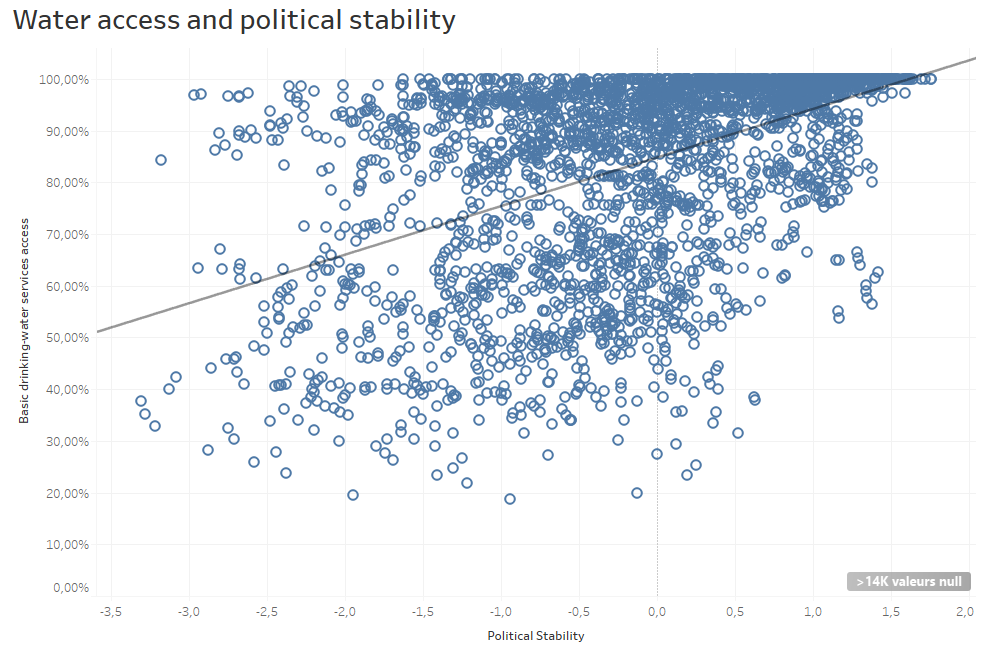 Water access and political stability
100,00%
90,00%
80,00%
70,00%
60,00%
50,00%
40,00%
30,00%
20,00%
10,00%
0,00%
Basic drinking-water services access
>14K valeurs null
-3,5 -3,0 -2,5 -2,0 -1,5 -1,0 -0,5 0,0 0,5 1,0 1,5 2,0
Political Stability